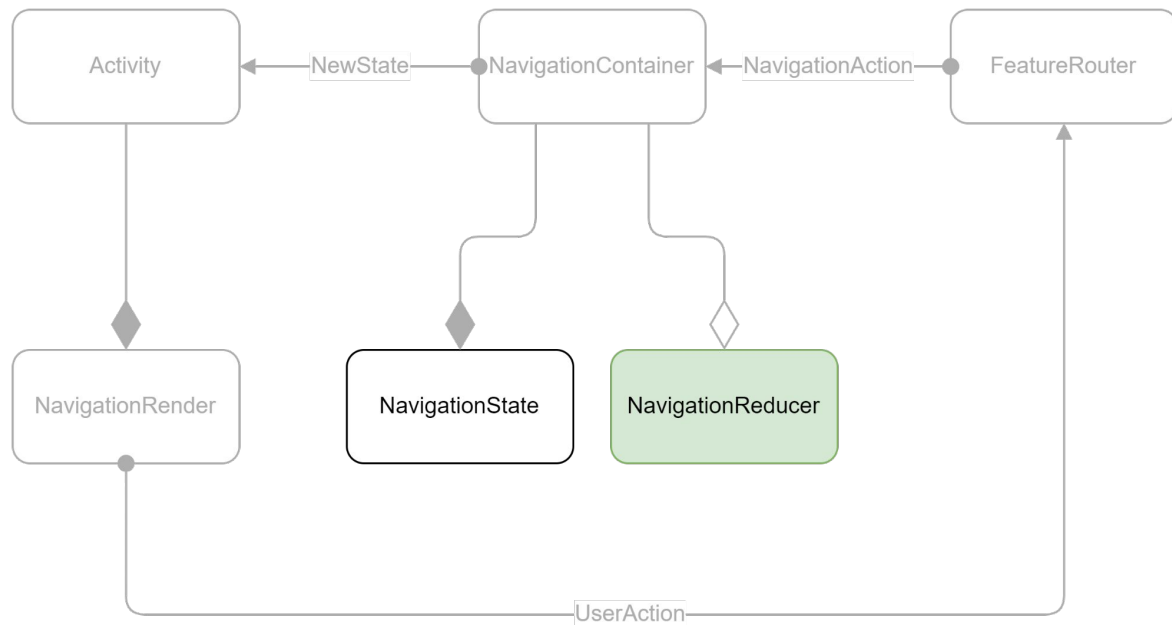 Activity
NewState
NavigationContainer
NavigationAction
FeatureRouter
NavigationRender
NavigationState
NavigationReducer
UserAction